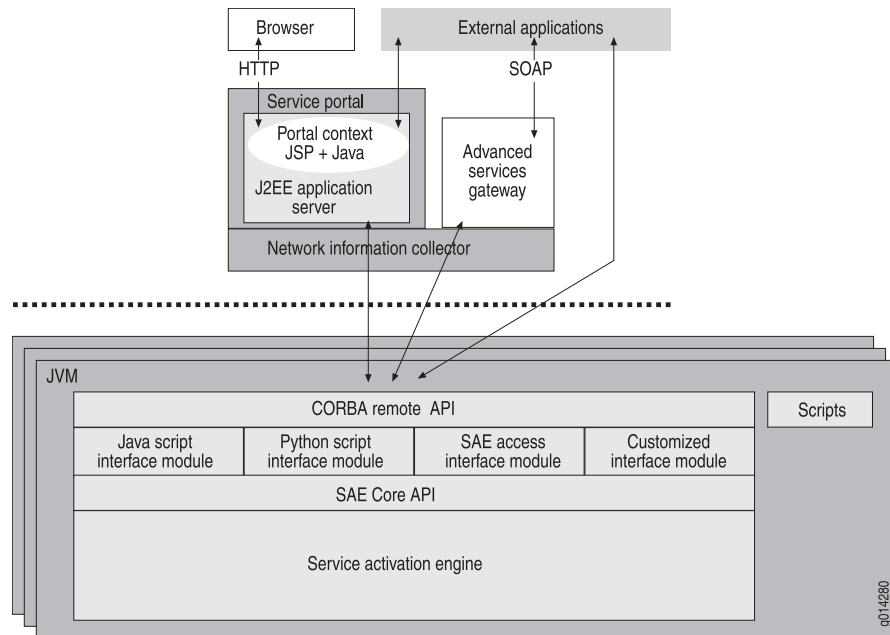 Browser
External applications
HTTP
SOAP
Service portal
Portal context
JSP + Java
J2EE application
server
Advanced
services
gateway
Network information collector
JVM
CORBA remote API
Scripts
Java script
interface module
Python script
interface module
SAE access
interface module
Customized
interface module
SAE Core API
Service activation engine
g014280